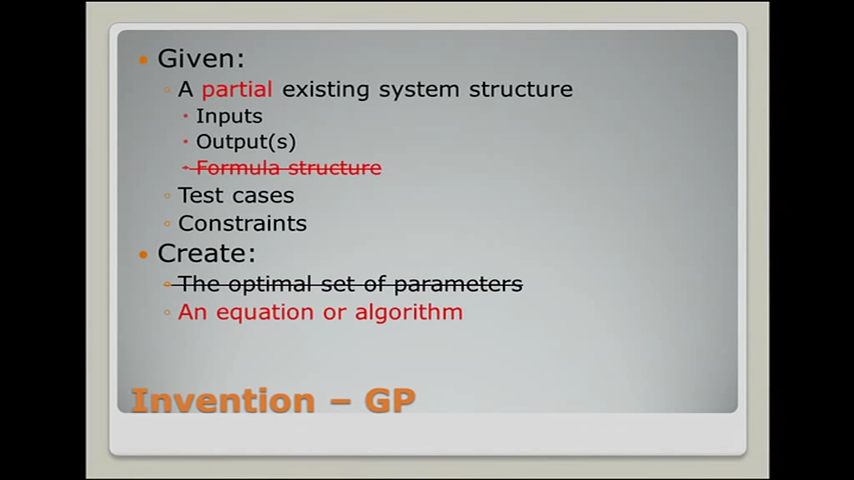 Given:
A partial existing system structure
Inputs
Output(s)
Formula structure
Test cases
Constraints
Create:
The optimal set of parameters
An equation or algorithm
Invention – GP